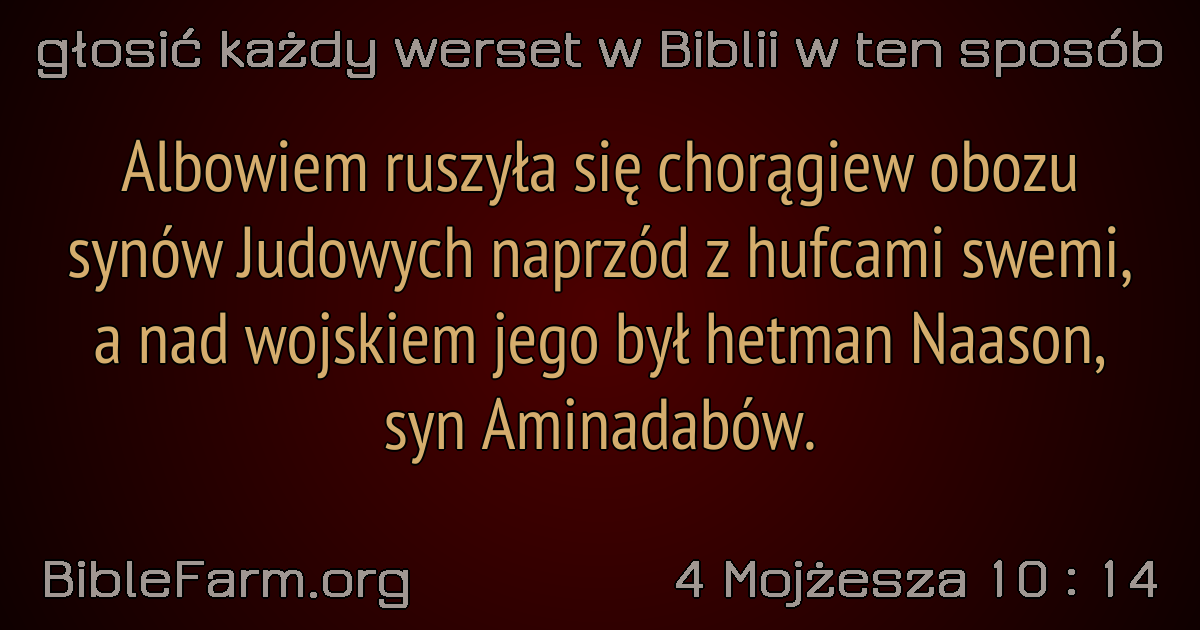 głosić każdy werset w Biblii w ten sposób
Albowiem ruszyła się chorągiew obozu
synów Judowych naprzód z hufcami swemi,
a nad wojskiem jego był hetman Naason,
syn Aminadabów.
BibleFarm.org
4 Mojżesza 10 : 14